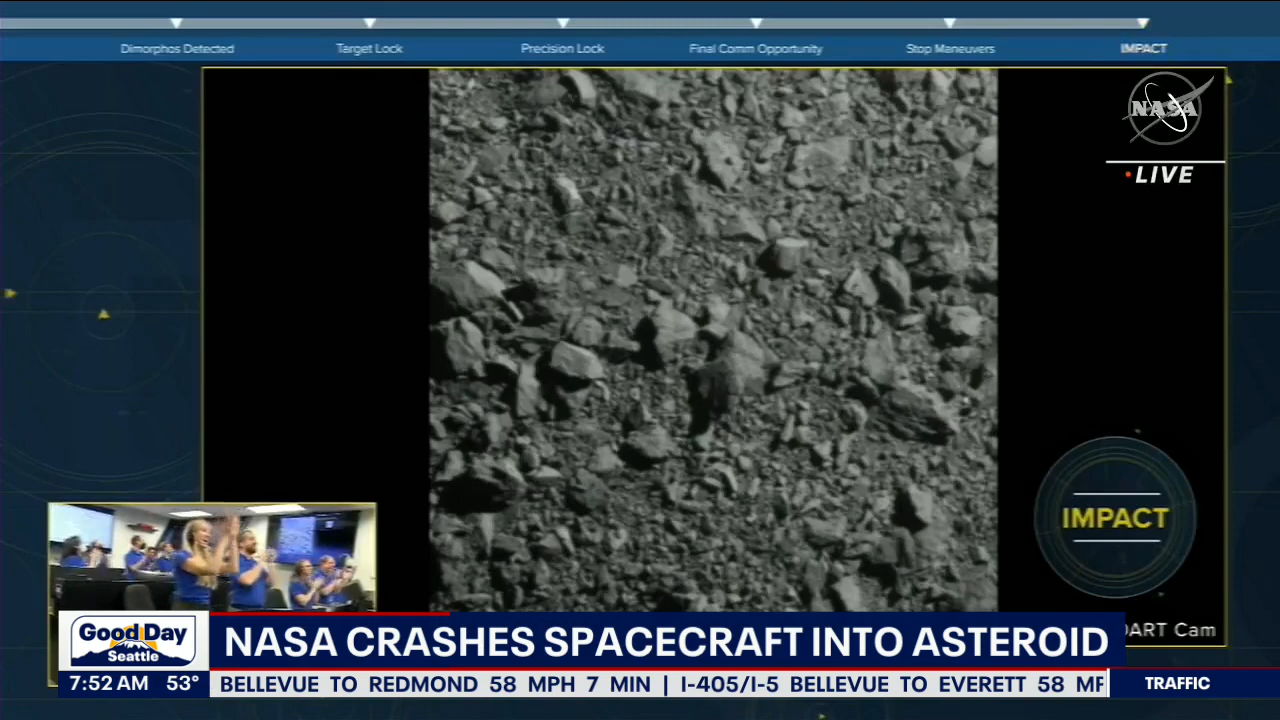 Dimorphos Detected
Target Lock
Precision Lock
Final Comm Opportunity
Stop Maneuvers
IMPACT
NASA
LIVE
IMPACT
DART Cam
Good Day
Seattle
NASA CRASHES SPACECRAFT INTO ASTEROID
7:52 AM 53°
BELLEVUE TO REDMOND 58 MPH 7 MIN | I-405/I-5 BELLEVUE TO EVERETT 58 MP
TRAFFIC